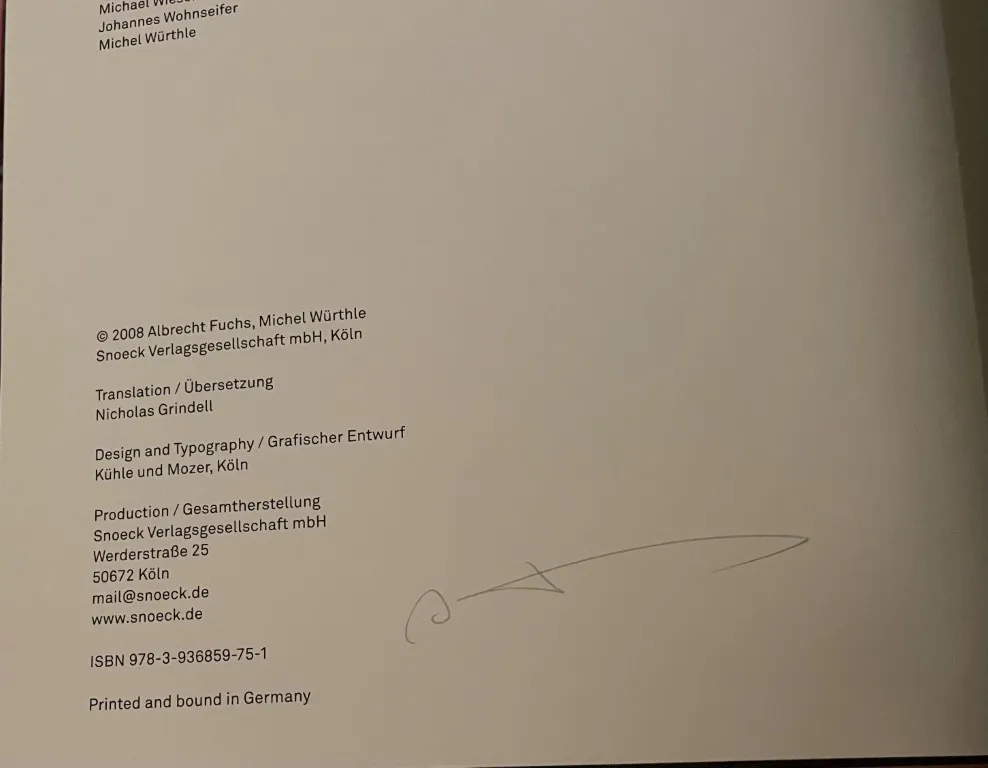 Michael
Johannes Wohnseifer
Michel Würthle
© 2008 Albrecht Fuchs, Michel Würthle
Snoeck Verlagsgesellschaft mbH, Köln
Translation / Übersetzung
Nicholas Grindell
Design and Typography / Grafischer Entwurf
Kühle und Mozer, Köln
Production / Gesamtherstellung
Snoeck Verlagsgesellschaft mbH
Werderstraße 25
50672 Köln
mail@snoeck.de
www.snoeck.de
ISBN 978-3-936859-75-1
Printed and bound in Germany